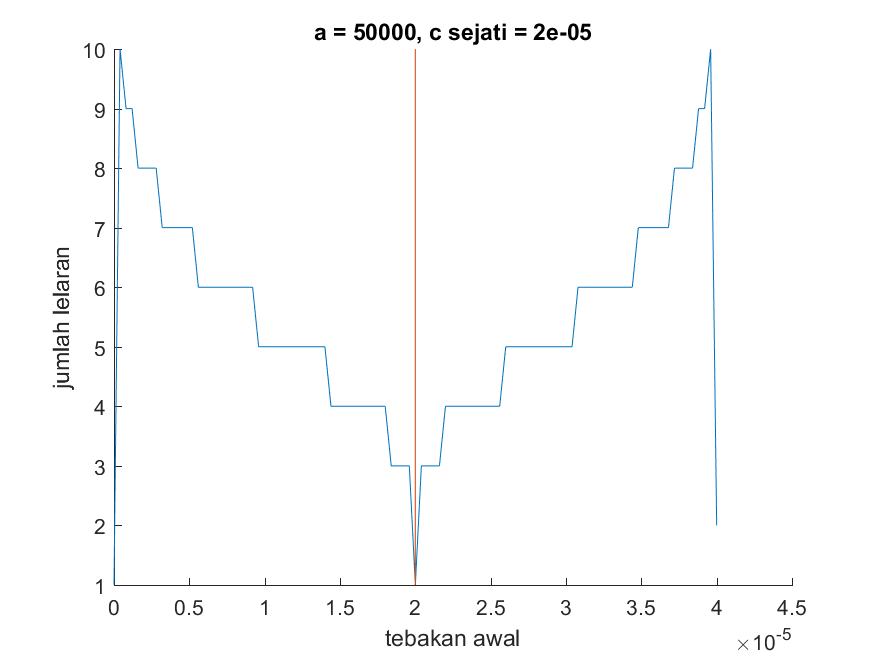 a = 50000, c sejati = 2e-05
10
9
8
7
6
5
4
3
2
1
jumlah lelaran
0 0.5 1 1.5 2 2.5 3 3.5 4 4.5
tebakan awal
×10-5